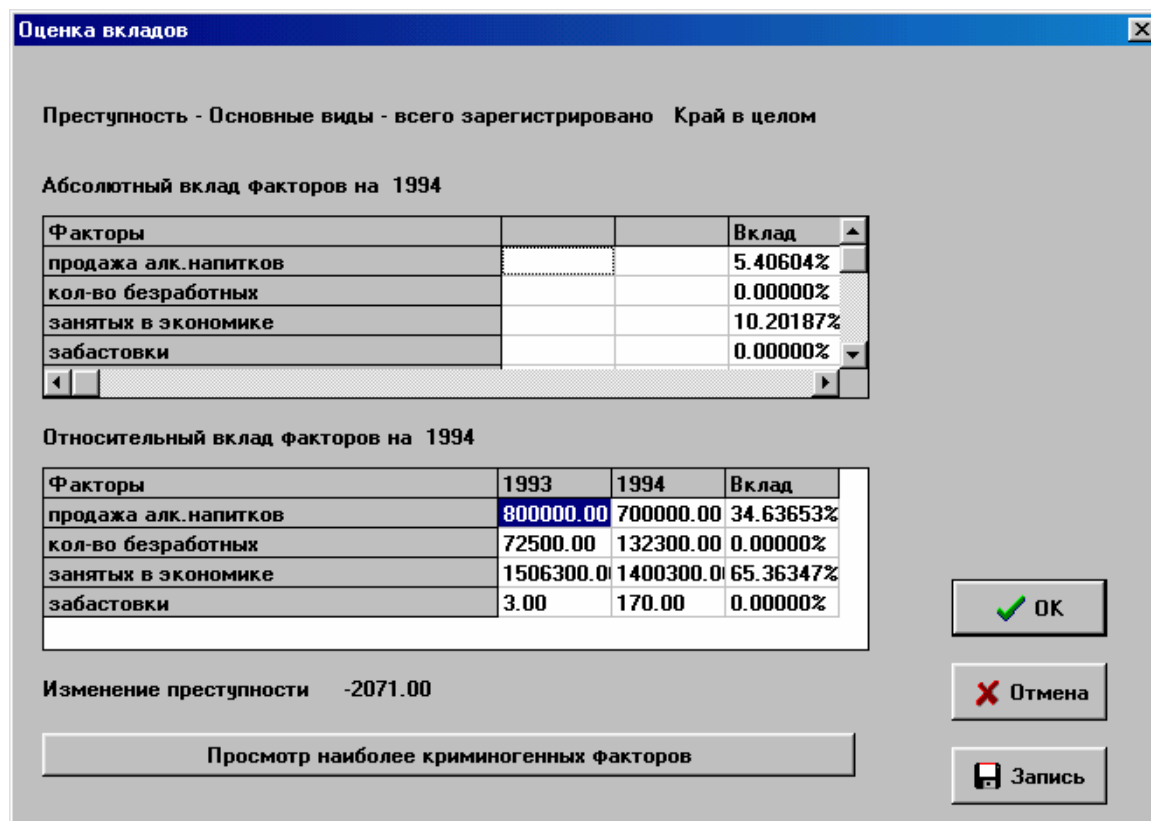 Оценка вкладов
Преступность - Основные виды - всего зарегистрировано Край в целом
Абсолютный вклад факторов на 1994
Факторы Вклад
продажа алк.напитков 5.40604%
кол-во безработных 0.00000%
занятых в экономике 10.20187%
забастовки 0.00000%
Относительный вклад факторов на 1994
Факторы 1993 1994 Вклад
продажа алк.напитков 800000.00 700000.00 34.63653%
кол-во безработных 72500.00 132300.00 0.00000%
занятых в экономике 1506300.0 1400300.0 65.36347%
забастовки 3.00 170.00 0.00000%
OK
Изменение преступности -2071.00
Отмена
Просмотр наиболее криминогенных факторов
Запись